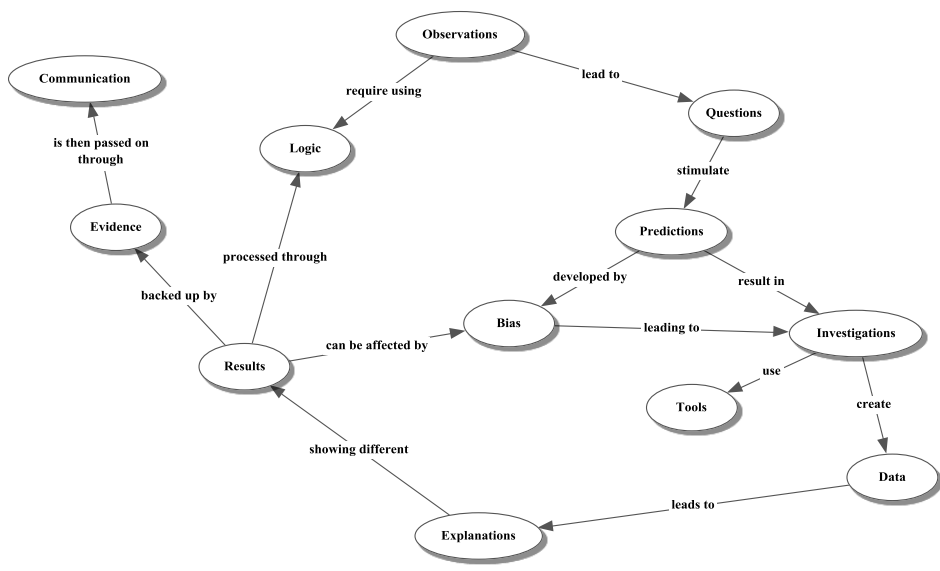 Observations
Communication
lead to
require using
Questions
is then passed on
through
Logic
stimulate
Evidence
Predictions
processed through
developed by
result in
backed up by
Bias
leading to
Investigations
can be affected by
Results
use
Tools
create
showing different
Data
leads to
Explanations